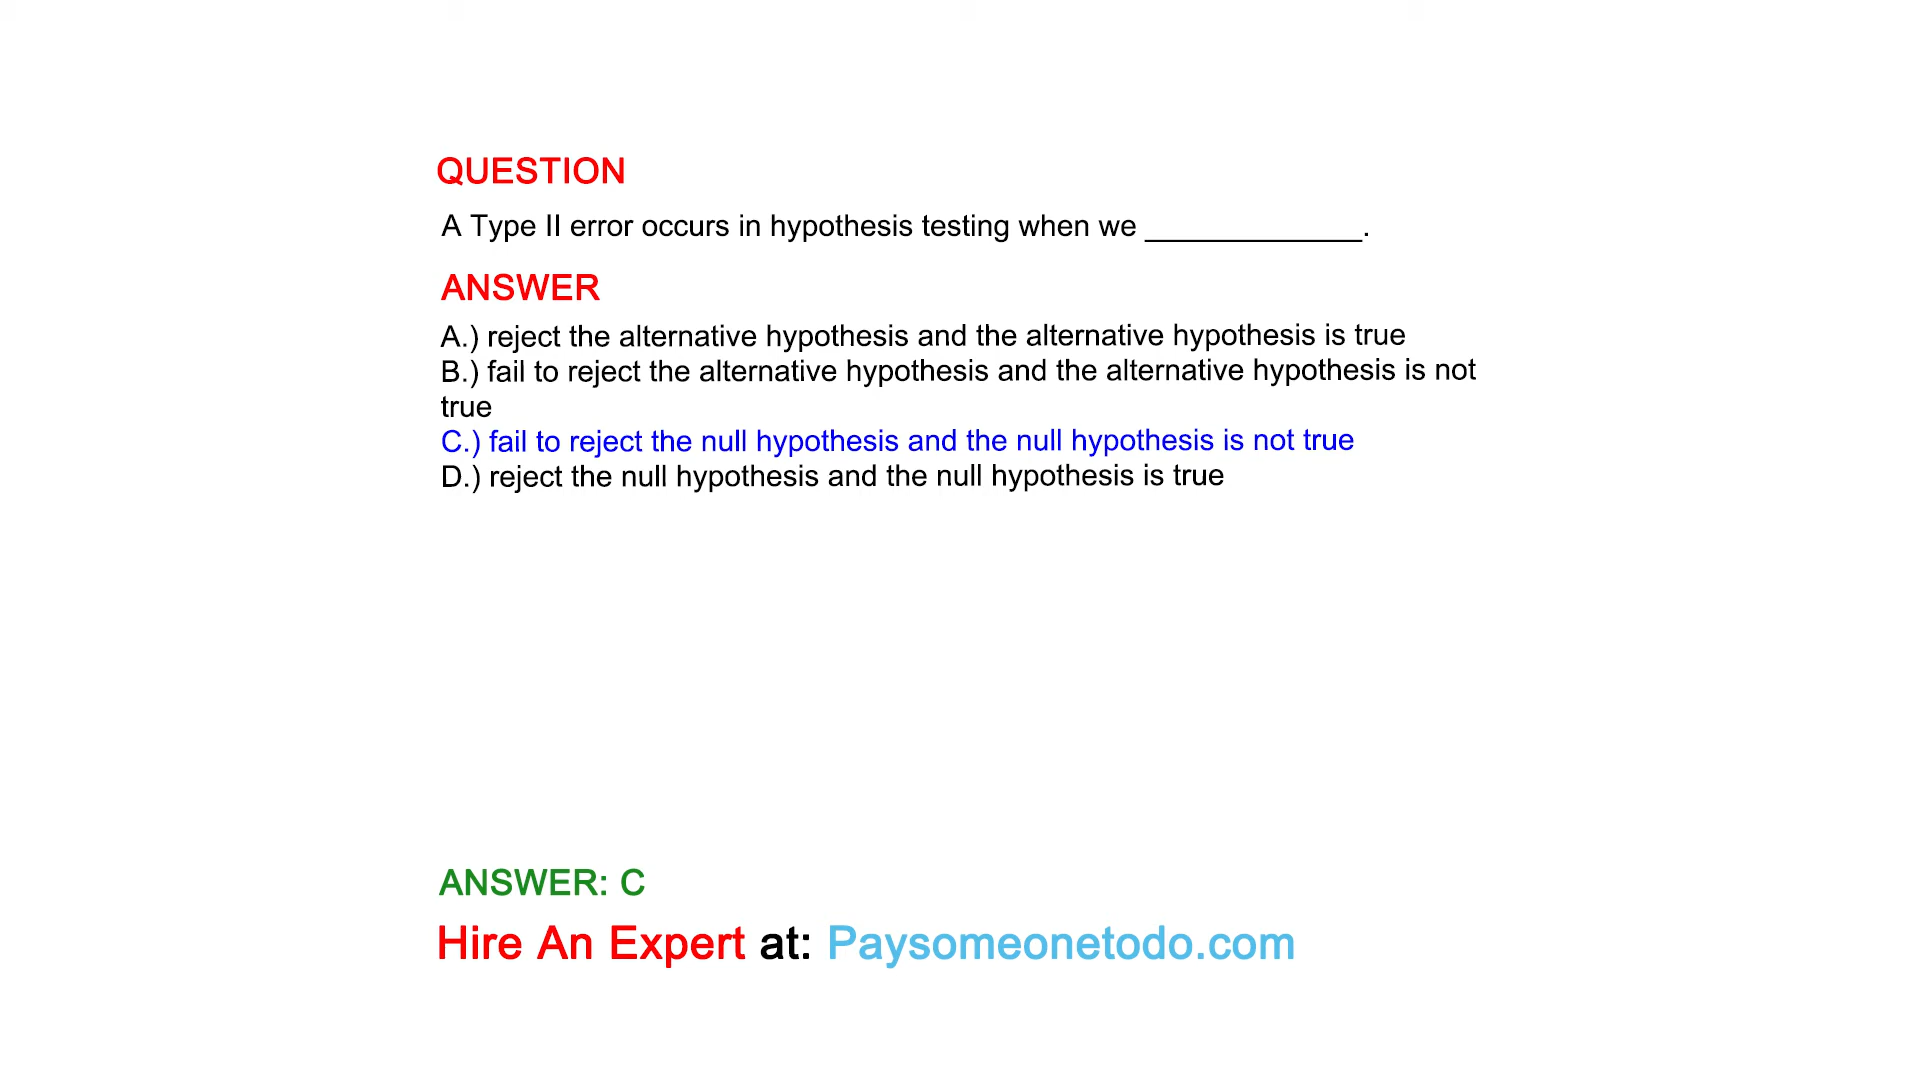 QUESTION
A Type II error occurs in hypothesis testing when we _____________.
ANSWER
A.) reject the alternative hypothesis and the alternative hypothesis is true
B.) fail to reject the alternative hypothesis and the alternative hypothesis is not
true
C.) fail to reject the null hypothesis and the null hypothesis is not true
D.) reject the null hypothesis and the null hypothesis is true
ANSWER: C
Hire An Expert at: Paysomeonetodo.com